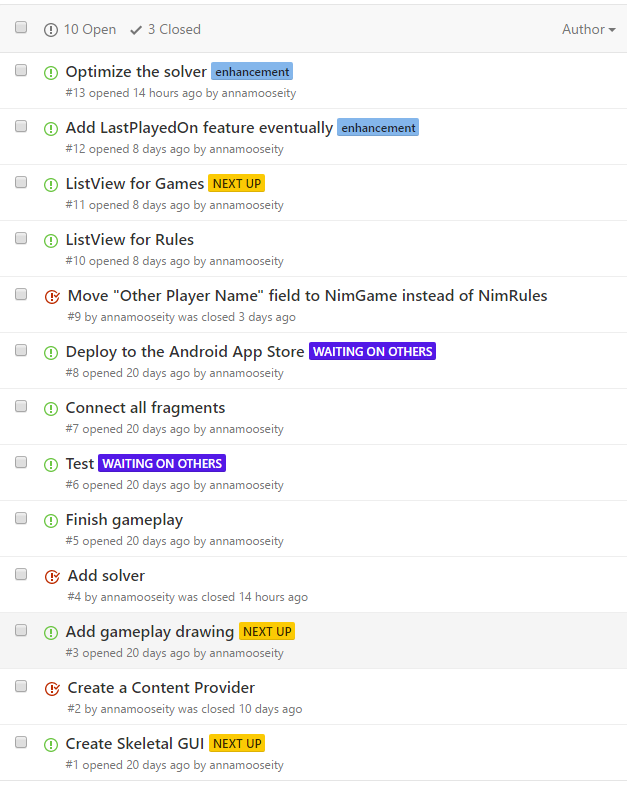 10 Open 3 Closed Author
Optimize the solver enhancement
#13 opened 14 hours ago by annamooseity
Add LastPlayedOn feature eventually enhancement
#12 opened 8 days ago by annamooseity
ListView for Games NEXT UP
#11 opened 8 days ago by annamooseity
ListView for Rules
#10 opened 8 days ago by annamooseity
Move "Other Player Name" field to NimGame instead of NimRules
#9 by annamooseity was closed 3 days ago
Deploy to the Android App Store WAITING ON OTHERS
#8 opened 20 days ago by annamooseity
Connect all fragments
#7 opened 20 days ago by annamooseity
Test WAITING ON OTHERS
#6 opened 20 days ago by annamooseity
Finish gameplay
#5 opened 20 days ago by annamooseity
Add solver
#4 by annamooseity was closed 14 hours ago
Add gameplay drawing NEXT UP
#3 opened 20 days ago by annamooseity
Create a Content Provider
#2 by annamooseity was closed 10 days ago
Create Skeletal GUI NEXT UP
#1 opened 20 days ago by annamooseity